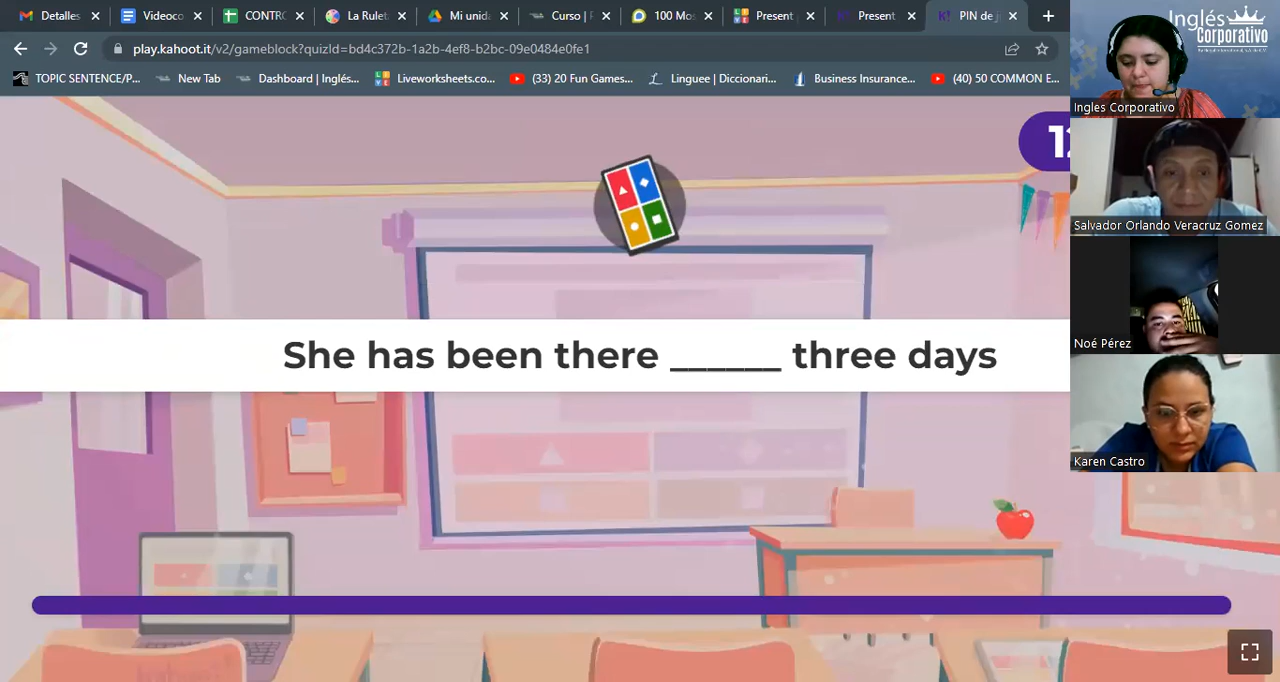 Detalles
Videoco
CONTRO
La Rulet
Mi unida
Curso | F
100 Mos
Present
Present
PIN de j
play.kahoot.it/v2/gameblock?quizId=bd4c372b-1a2b-4ef8-b2bc-09e0484e0fe1
TOPIC SENTENCE/P...
New Tab
Dashboard | Inglés...
Liveworksheets.co...
(33) 20 Fun Games...
Linguee | Diccionari...
Business Insurance...
(40) 50 COMMON E...
She has been there ______ three days
Inglés
Corporativo
Ingles Corporativo
Salvador Orlando Veracruz Gomez
Noé Pérez
Karen Castro